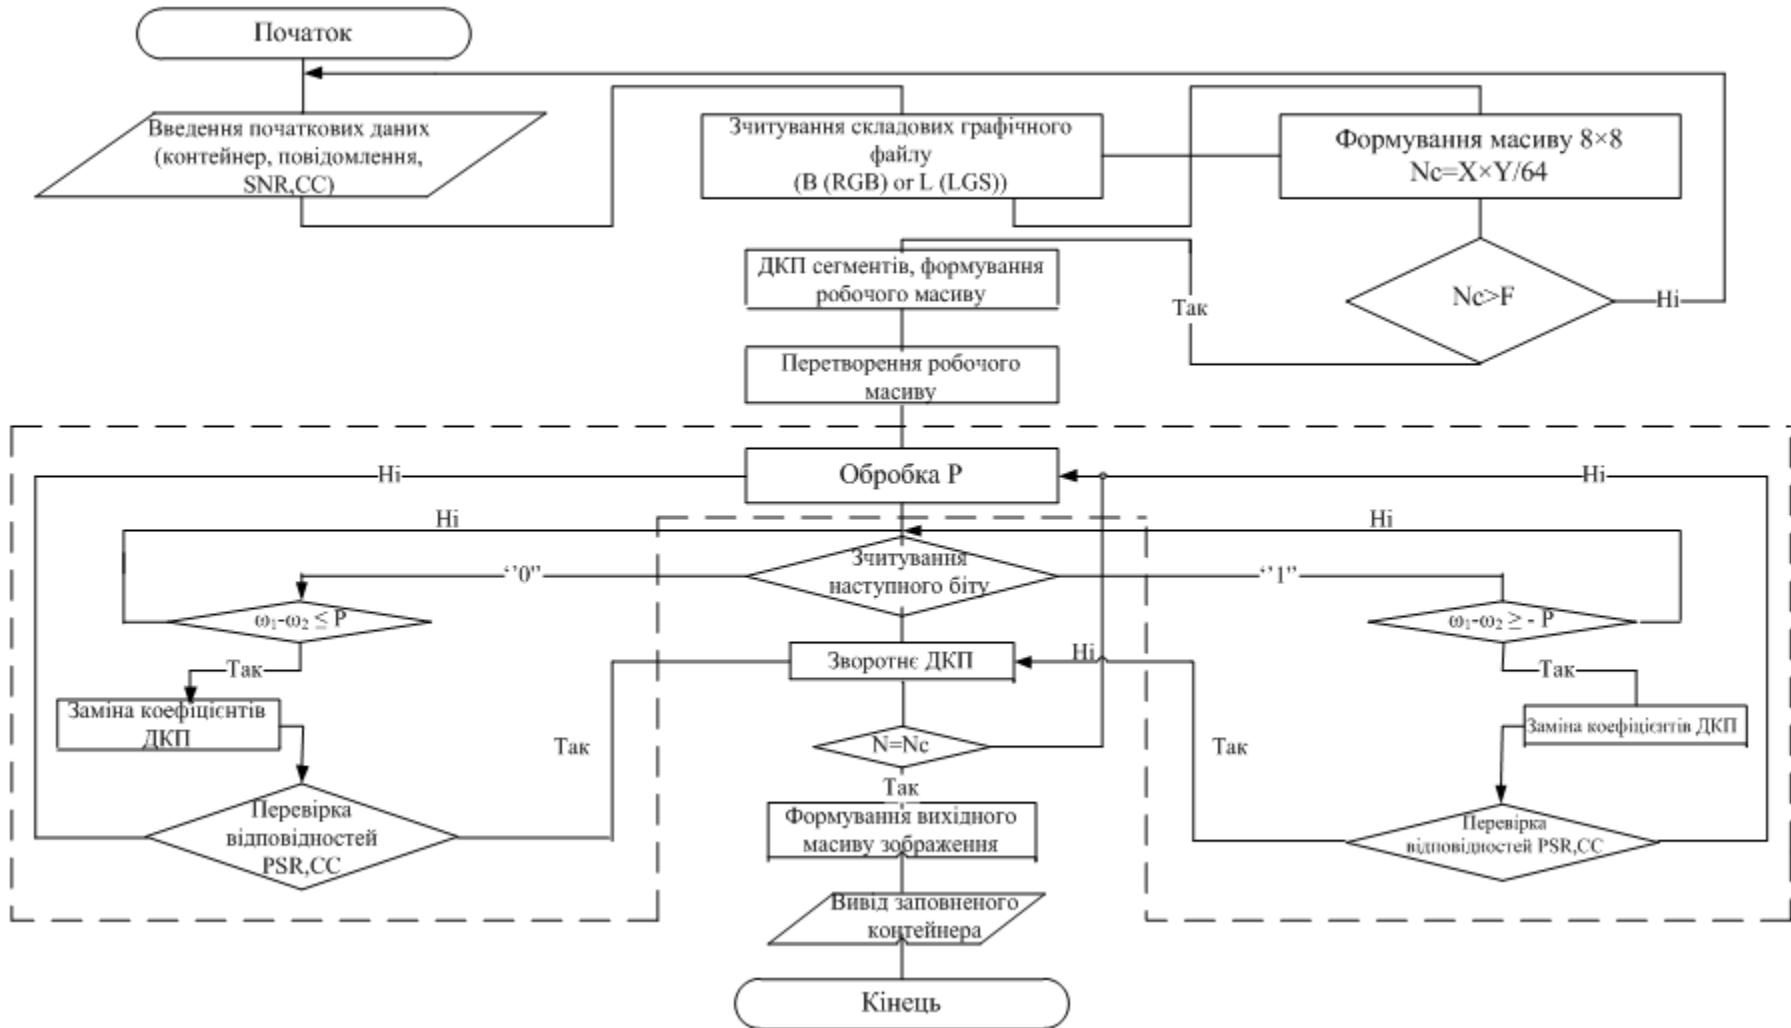 Початок
Введення початкових даних
(контейнер, повідомлення,
SNR,CC)
Зчитування складових графічного
файлу
(B (RGB) or L (LGS))
Формування масиву 8×8
Nc=X×Y/64
ДКП сегментів, формування
робочого масиву
Так
Nc>F
Ні
Перетворення робочого
масиву
Ні
Обробка P
Ні
Ні
Ні
Зчитування
наступного біту
‘’0”
‘’1”
ω₁-ω₂ ≤ P
ω₁-ω₂ ≥ - P
Так
Зворотнє ДКП
Ні
Так
Заміна коефіцієнтів
ДКП
Заміна коефіцієнтів ДКП
Так
N=Nc
Так
Так
Перевірка
відповідностей
PSR,CC
Формування вихідного
масиву зображення
Перевірка
відповідностей PSR,CC
Вивід заповненого
контейнера
Кінець